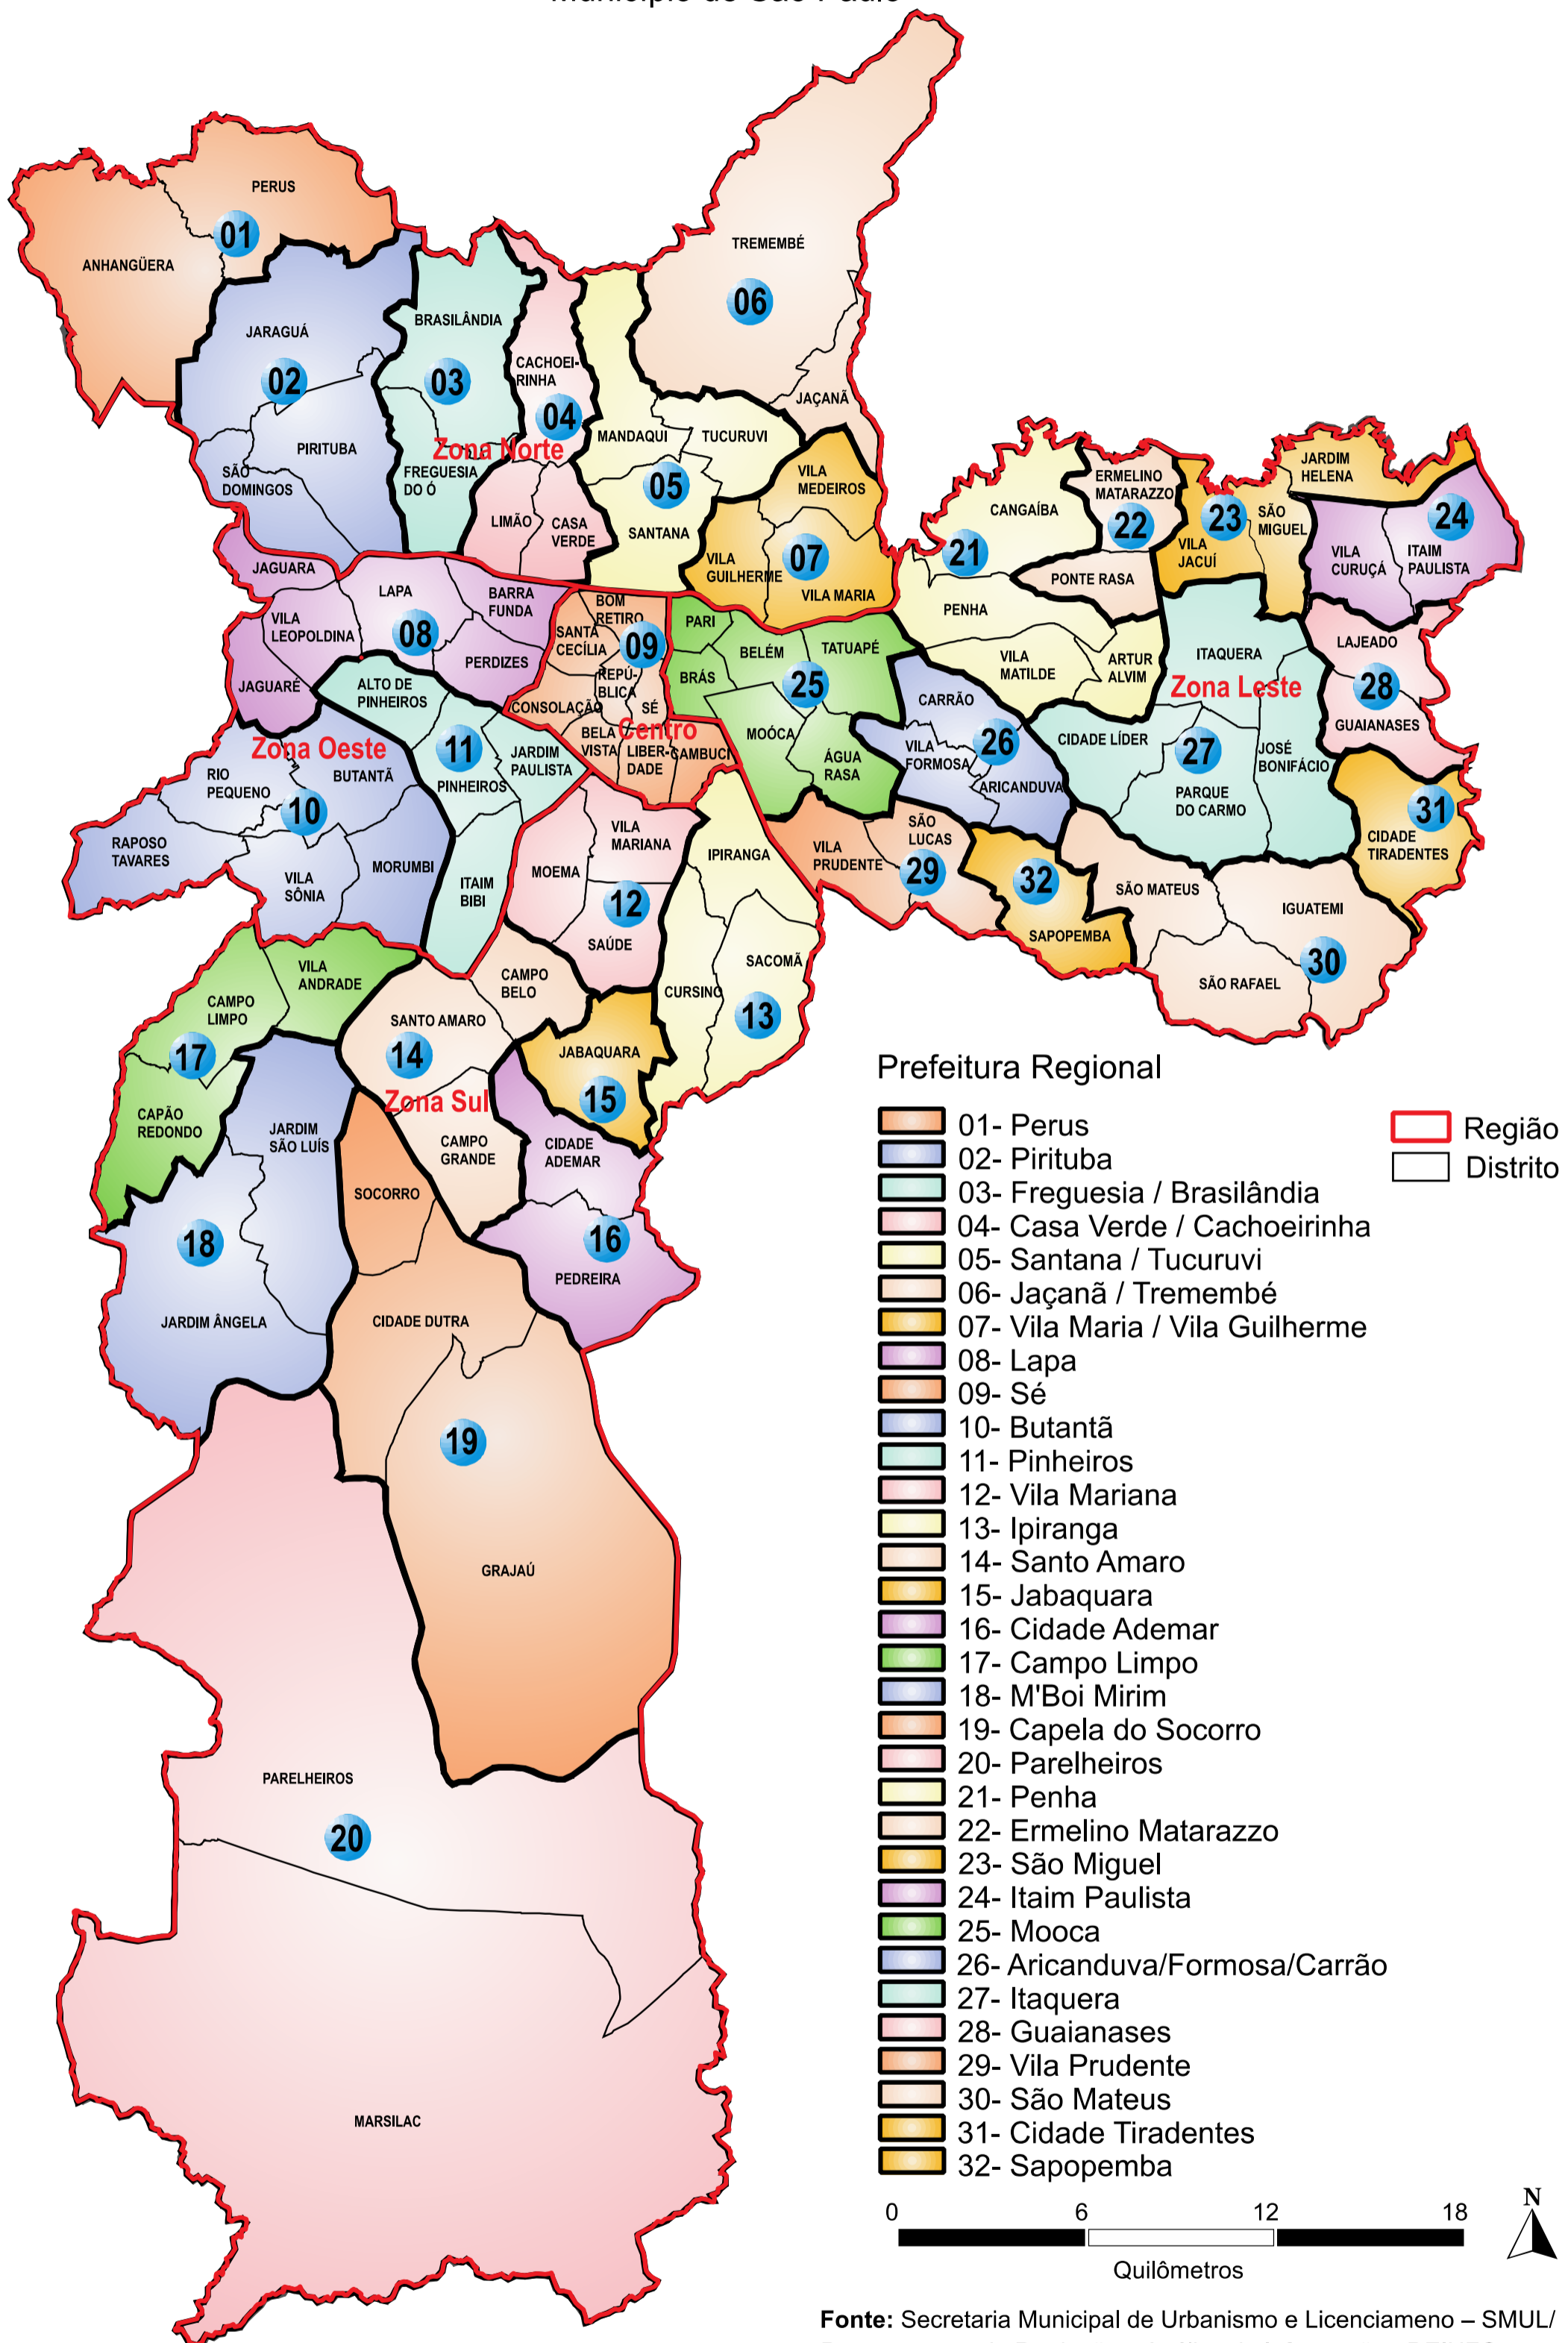 Município de São Paulo
PERUS
01
ANHANGÜERA
TREMEMBÉ
06
JAÇANÃ
JARAGUÁ
02
PIRITUBA
SÃO
DOMINGOS
BRASILÂNDIA
03
FREGUESIA
DO Ó
Zona Norte
CACHOEI-
RINHA
04
LIMÃO
CASA
VERDE
MANDAQUI
TUCURUVI
05
SANTANA
VILA
MEDEIROS
VILA
GUILHERME
07
VILA MARIA
CANGAÍBA
21
PENHA
VILA
MATILDE
ARTUR
ALVIM
ERMELINO
MATARAZZO
22
PONTE RASA
23
VILA
JACUÍ
SÃO
MIGUEL
JARDIM
HELENA
24
VILA
CURUÇÁ
ITAIM
PAULISTA
JAGUARA
LAPA
BARRA
FUNDA
VILA
LEOPOLDINA
08
PERDIZES
JAGUARÉ
BOM
RETIRO
SANTA
CECÍLIA
09
REPÚ-
BLICA
CONSOLAÇÃO
SÉ
Centro
BELA
VISTA
LIBER-
DADE
CAMBUCI
PARI
BELÉM
TATUAPÉ
BRÁS
25
MOÓCA
ÁGUA
RASA
CARRÃO
26
VILA
FORMOSA
ARICANDUVA
ITAQUERA
Zona Leste
CIDADE LÍDER
27
JOSÉ
BONIFÁCIO
PARQUE
DO CARMO
LAJEADO
28
GUAIANASES
31
CIDADE
TIRADENTES
ALTO DE
PINHEIROS
11
PINHEIROS
JARDIM
PAULISTA
ITAIM
BIBI
Zona Oeste
RIO
PEQUENO
BUTANTÃ
10
RAPOSO
TAVARES
VILA
SÔNIA
MORUMBI
VILA
MARIANA
MOEMA
12
SAÚDE
IPIRANGA
SACOMÃ
CURSINO
13
VILA
PRUDENTE
SÃO
LUCAS
29
32
SAPOPEMBA
SÃO MATEUS
IGUATEMI
30
SÃO RAFAEL
VILA
ANDRADE
CAMPO
LIMPO
17
CAPÃO
REDONDO
CAMPO
BELO
SANTO AMARO
14
Zona Sul
CAMPO
GRANDE
JABAQUARA
15
CIDADE
ADEMAR
16
PEDREIRA
JARDIM
SÃO LUÍS
18
JARDIM ÂNGELA
SOCORRO
CIDADE DUTRA
19
GRAJAÚ
PARELHEIROS
20
MARSILAC
Prefeitura Regional
01- Perus
02- Pirituba
03- Freguesia / Brasilândia
04- Casa Verde / Cachoeirinha
05- Santana / Tucuruvi
06- Jaçanã / Tremembé
07- Vila Maria / Vila Guilherme
08- Lapa
09- Sé
10- Butantã
11- Pinheiros
12- Vila Mariana
13- Ipiranga
14- Santo Amaro
15- Jabaquara
16- Cidade Ademar
17- Campo Limpo
18- M'Boi Mirim
19- Capela do Socorro
20- Parelheiros
21- Penha
22- Ermelino Matarazzo
23- São Miguel
24- Itaim Paulista
25- Mooca
26- Aricanduva/Formosa/Carrão
27- Itaquera
28- Guaianases
29- Vila Prudente
30- São Mateus
31- Cidade Tiradentes
32- Sapopemba
Região
Distrito
0 6 12 18
Quilômetros
N
Fonte: Secretaria Municipal de Urbanismo e Licenciameno – SMUL/